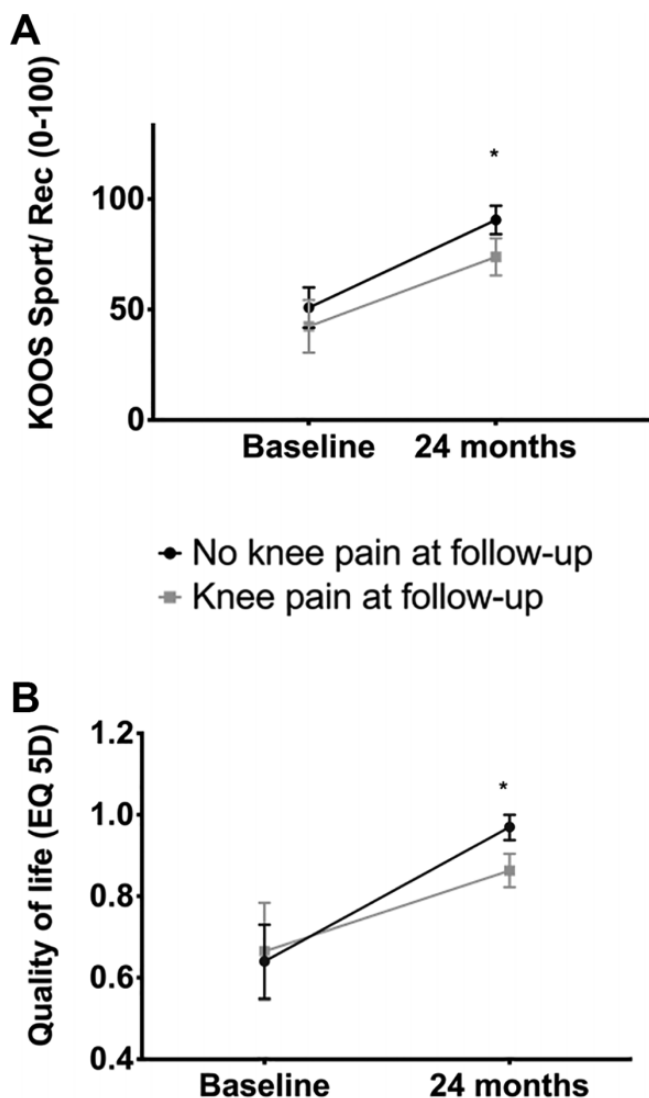 A
KOOS Sport/ Rec (0-100)
100
50
0
*
Baseline 24 months
No knee pain at follow-up
Knee pain at follow-up
B
Quality of life (EQ 5D)
1.2
1.0
0.8
0.6
0.4
*
Baseline 24 months